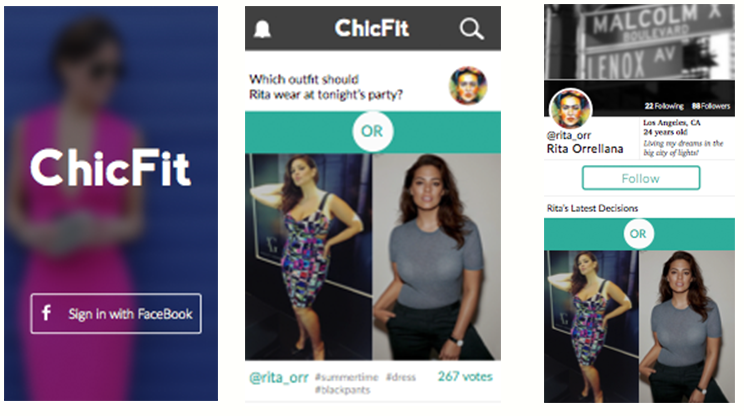 ChicFit
f Sign in with FaceBook
ChicFit
Which outfit should
Rita wear at tonight's party?
OR
@rita_orr #summertime #dress
#blackpants
267 votes
MALCOLM X
BOULEVARD
LENOX AV
22 Following 88 Followers
@rita_orr
Rita Orrellana
Los Angeles, CA
24 years old
Living my dreams in the
big city of lights!
Follow
Rita's Latest Decisions
OR